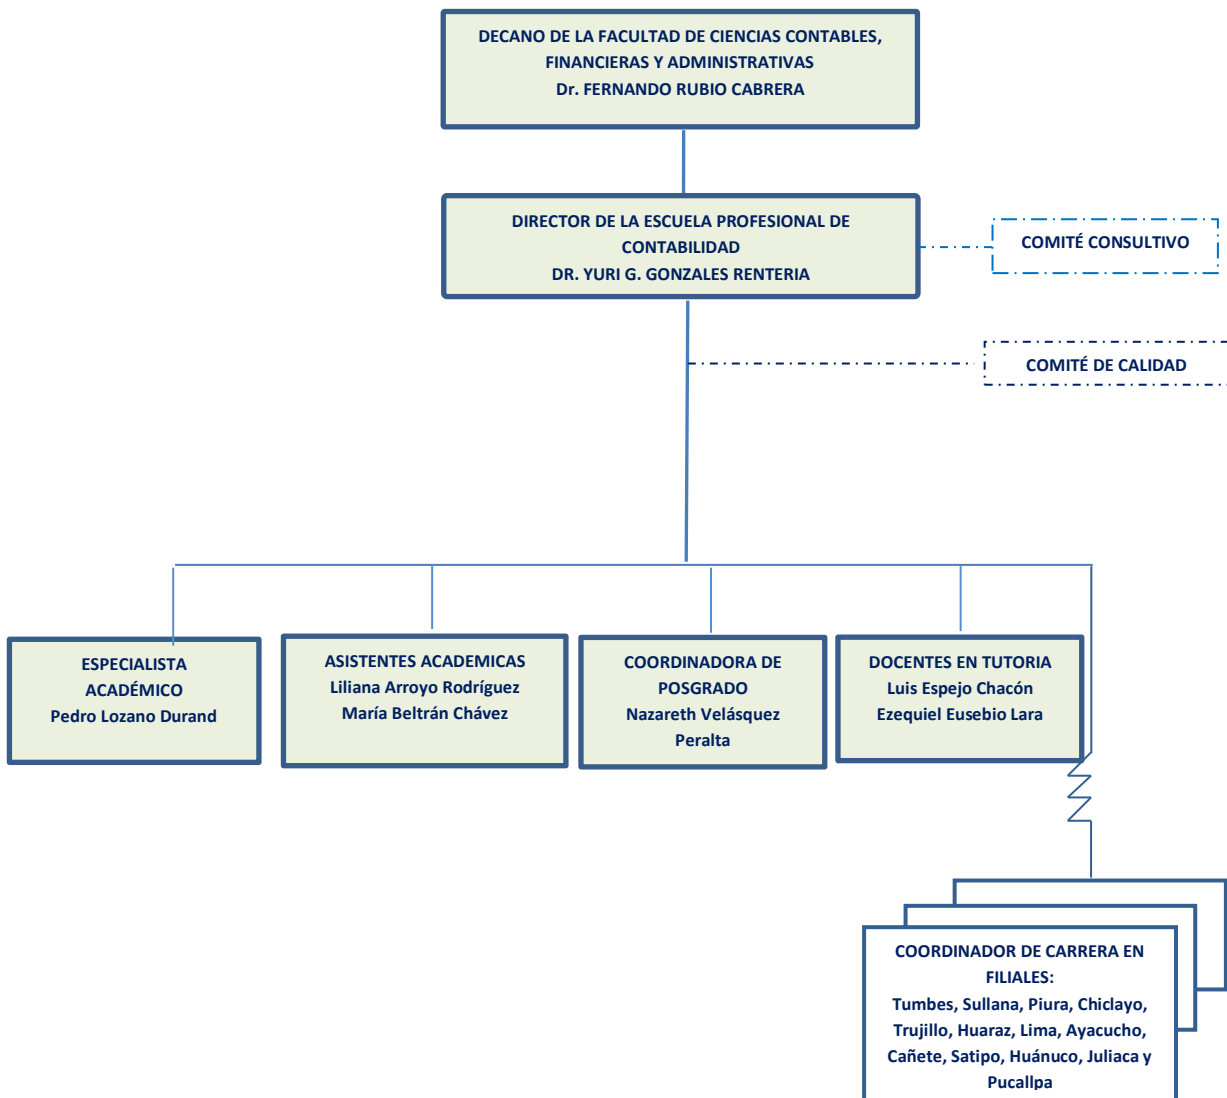 DECANO DE LA FACULTAD DE CIENCIAS CONTABLES,
FINANCIERAS Y ADMINISTRATIVAS
Dr. FERNANDO RUBIO CABRERA
DIRECTOR DE LA ESCUELA PROFESIONAL DE
CONTABILIDAD
DR. YURI G. GONZALES RENTERIA
COMITÉ CONSULTIVO
COMITÉ DE CALIDAD
ESPECIALISTA
ACADÉMICO
Pedro Lozano Durand
ASISTENTES ACADEMICAS
Liliana Arroyo Rodríguez
María Beltrán Chávez
COORDINADORA DE
POSGRADO
Nazareth Velásquez
Peralta
DOCENTES EN TUTORIA
Luis Espejo Chacón
Ezequiel Eusebio Lara
COORDINADOR DE CARRERA EN
FILIALES:
Tumbes, Sullana, Piura, Chiclayo,
Trujillo, Huaraz, Lima, Ayacucho,
Cañete, Satipo, Huánuco, Juliaca y
Pucallpa